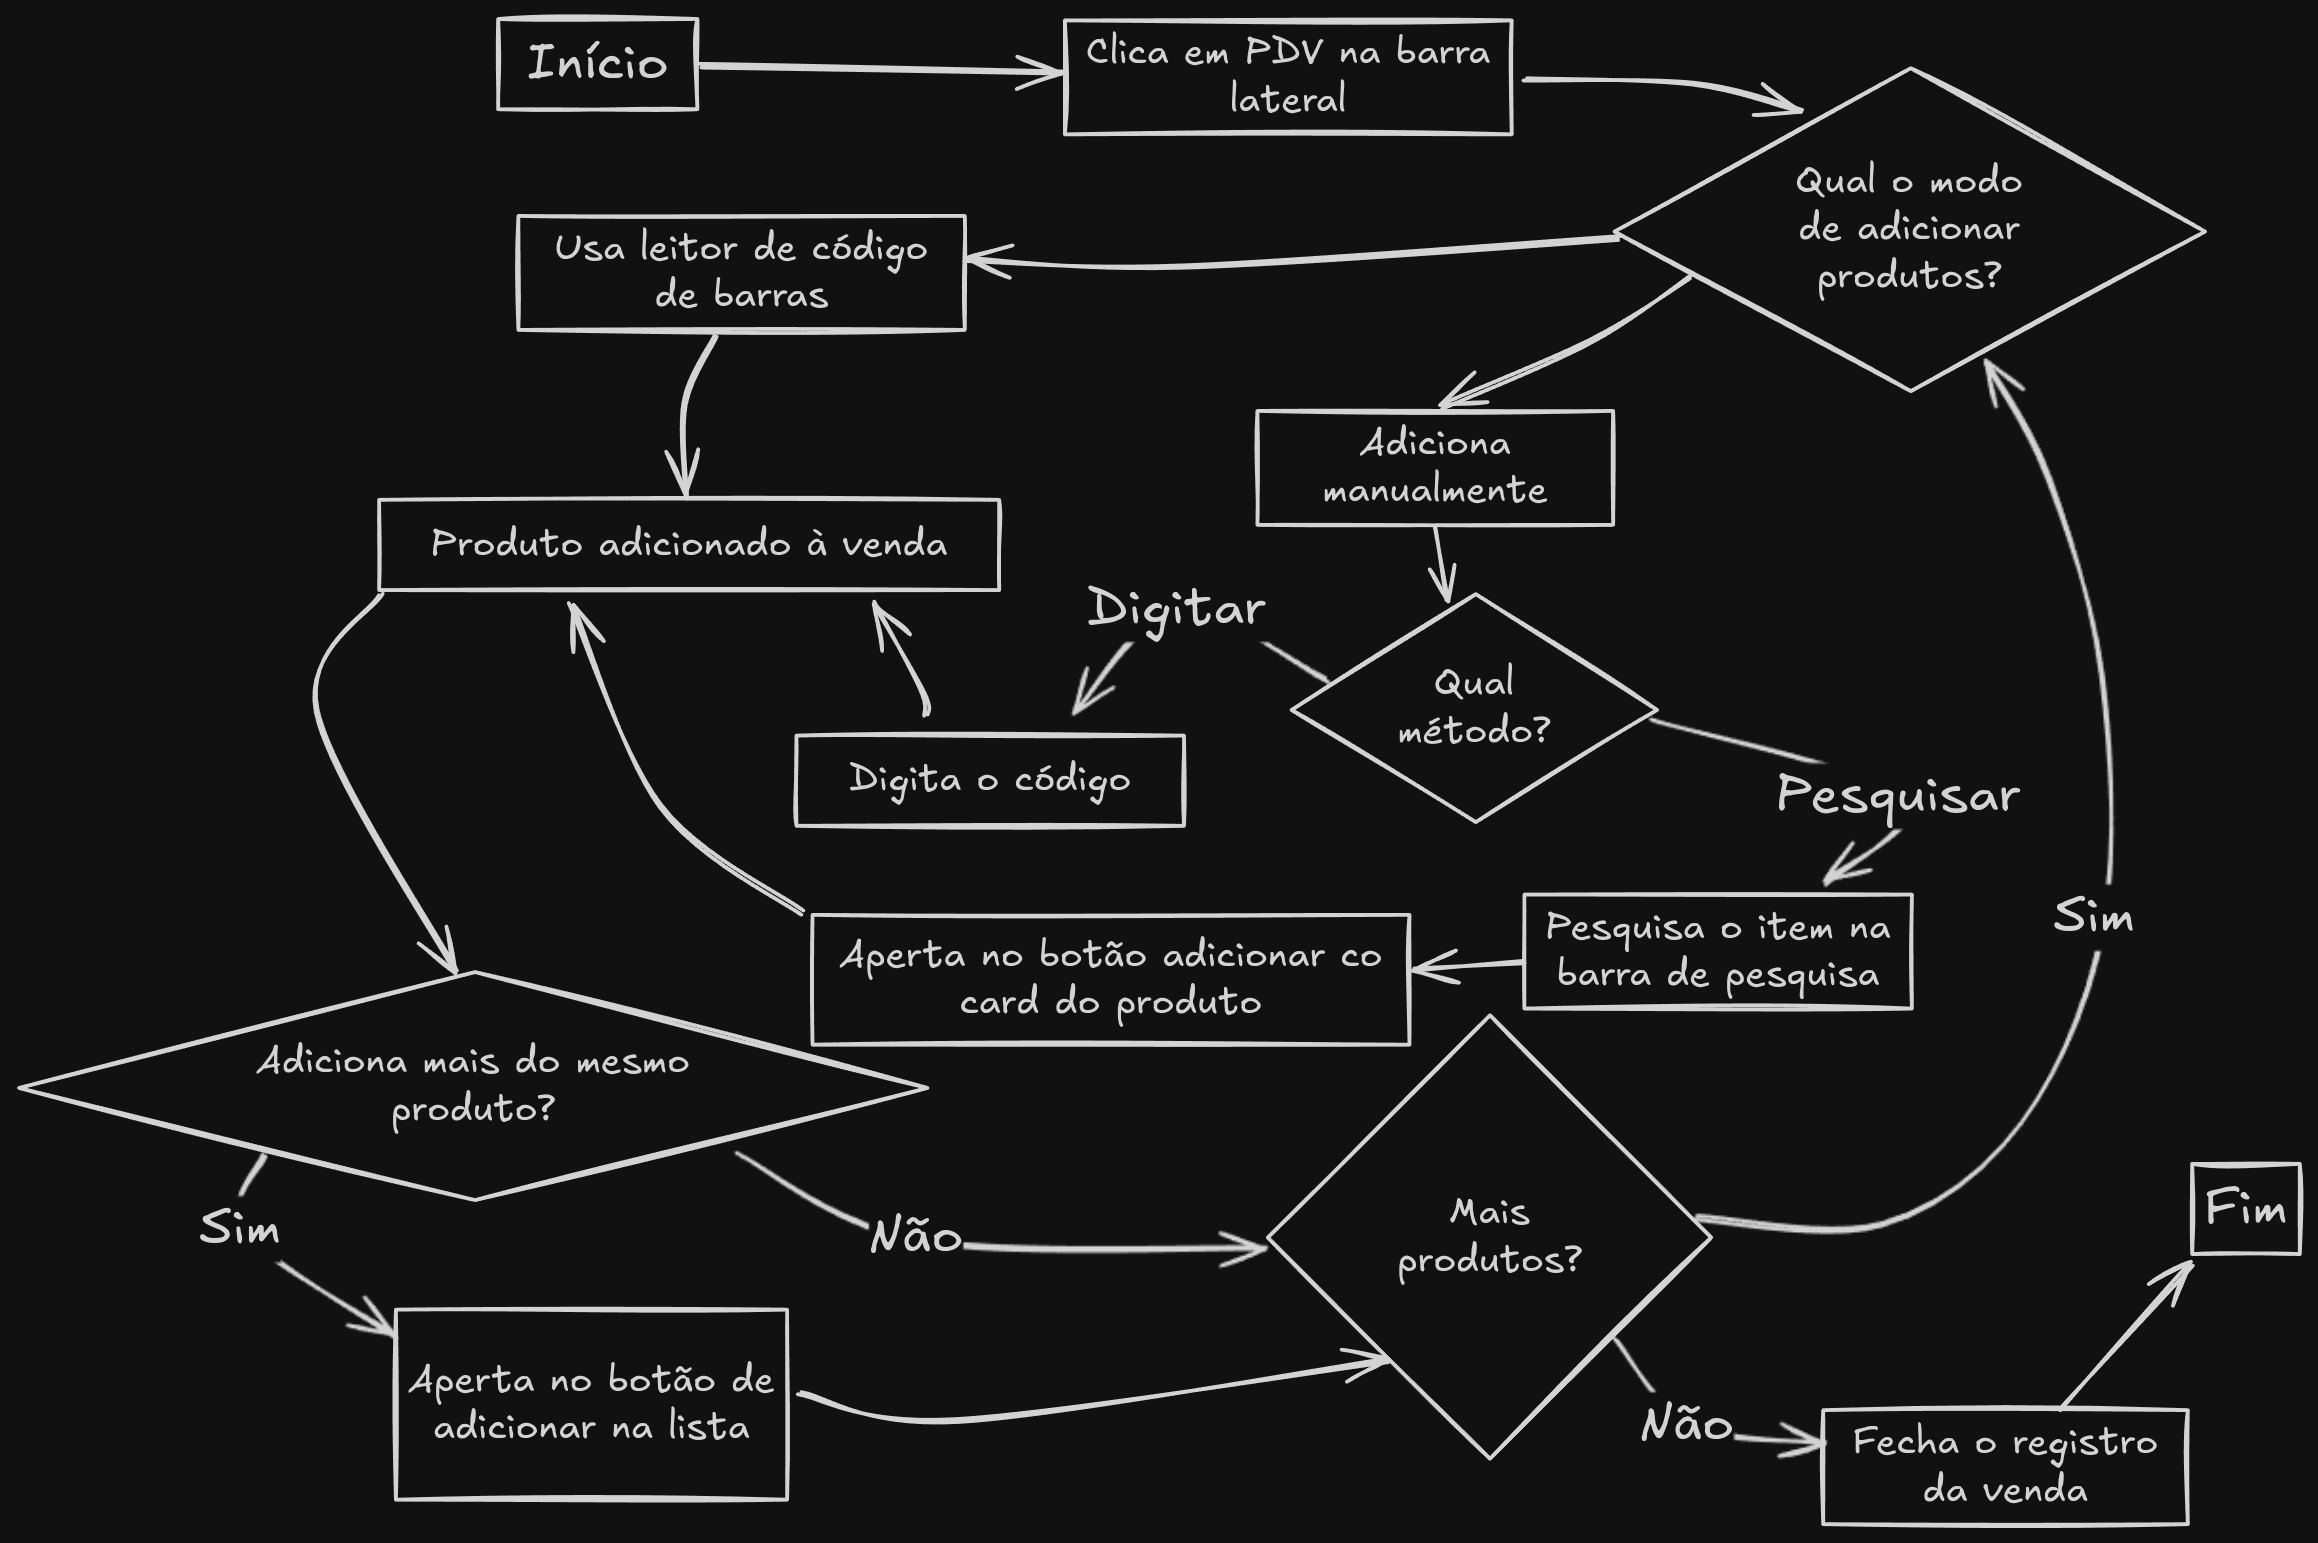 Início
Clica em PDV na barra
lateral
Qual o modo
de adicionar
produtos?
Usa leitor de código
de barras
Adiciona
manualmente
Produto adicionado à venda
Digitar
Qual
método?
Digita o código
Pesquisar
Pesquisa o item na
barra de pesquisa
Sim
Aperta no botão adicionar co
card do produto
Adiciona mais do mesmo
produto?
Sim
Não
Mais
produtos?
Fim
Aperta no botão de
adicionar na lista
Não
Fecha o registro
da venda